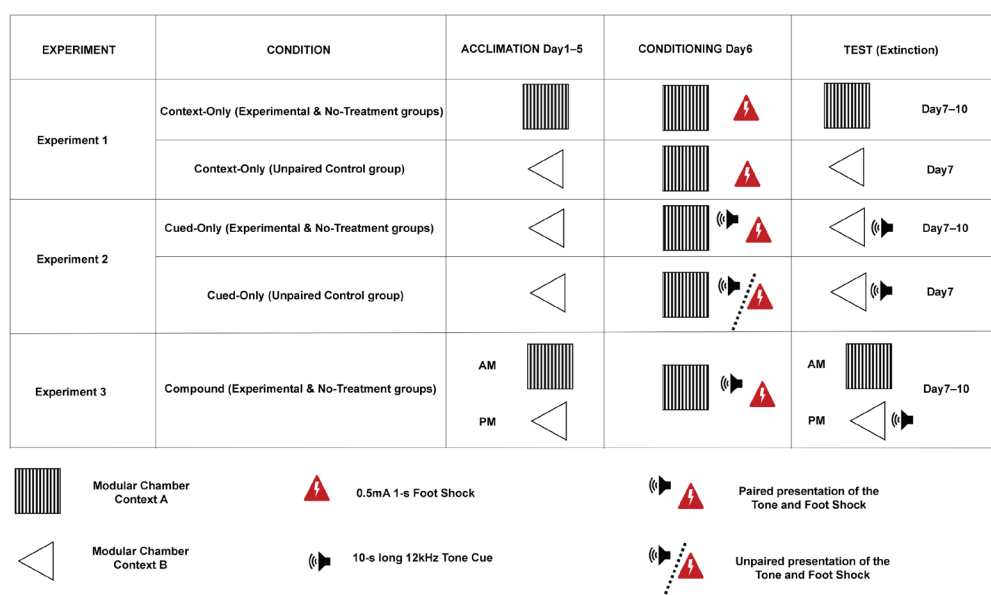 EXPERIMENT
CONDITION
ACCLIMATION Day1–5
CONDITIONING Day6
TEST (Extinction)
Experiment 1
Context-Only (Experimental & No-Treatment groups)
Day7–10
Context-Only (Unpaired Control group)
Day7
Experiment 2
Cued-Only (Experimental & No-Treatment groups)
Day7–10
Cued-Only (Unpaired Control group)
Day7
Experiment 3
Compound (Experimental & No-Treatment groups)
AM
PM
AM
PM
Day7–10
Modular Chamber
Context A
0.5mA 1-s Foot Shock
Paired presentation of the
Tone and Foot Shock
Modular Chamber
Context B
10-s long 12kHz Tone Cue
Unpaired presentation of the
Tone and Foot Shock